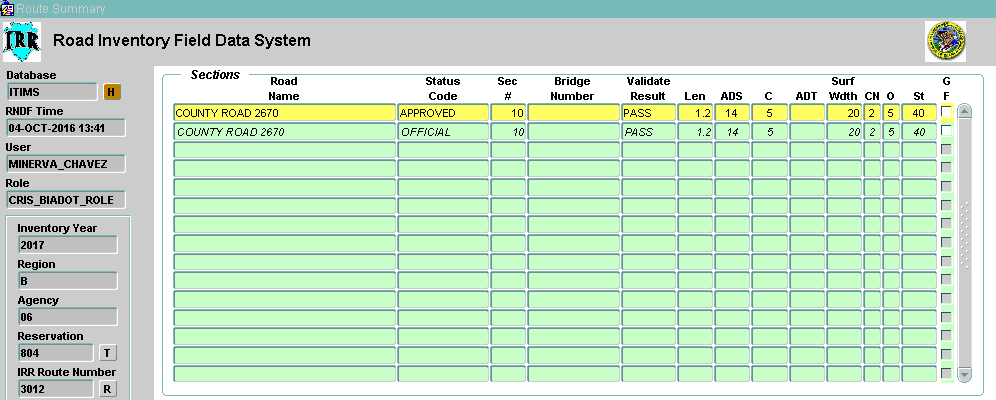 Route Summary
IRR
Road Inventory Field Data System
Database
ITIMS
H
RNDF Time
04-OCT-2016 13:41
User
MINERVA_CHAVEZ
Role
CRIS_BIADOT_ROLE
Inventory Year
2017
Region
B
Agency
06
Reservation
804
T
IRR Route Number
3012
R
Sections
Road Status Sec Bridge Validate Surf G
Name Code # Number Result Len ADS C ADT Wdth CN O St F
COUNTY ROAD 2670 APPROVED 10 PASS 1.2 14 5 20 2 5 40
COUNTY ROAD 2670 OFFICIAL 10 PASS 1.2 14 5 20 2 5 40